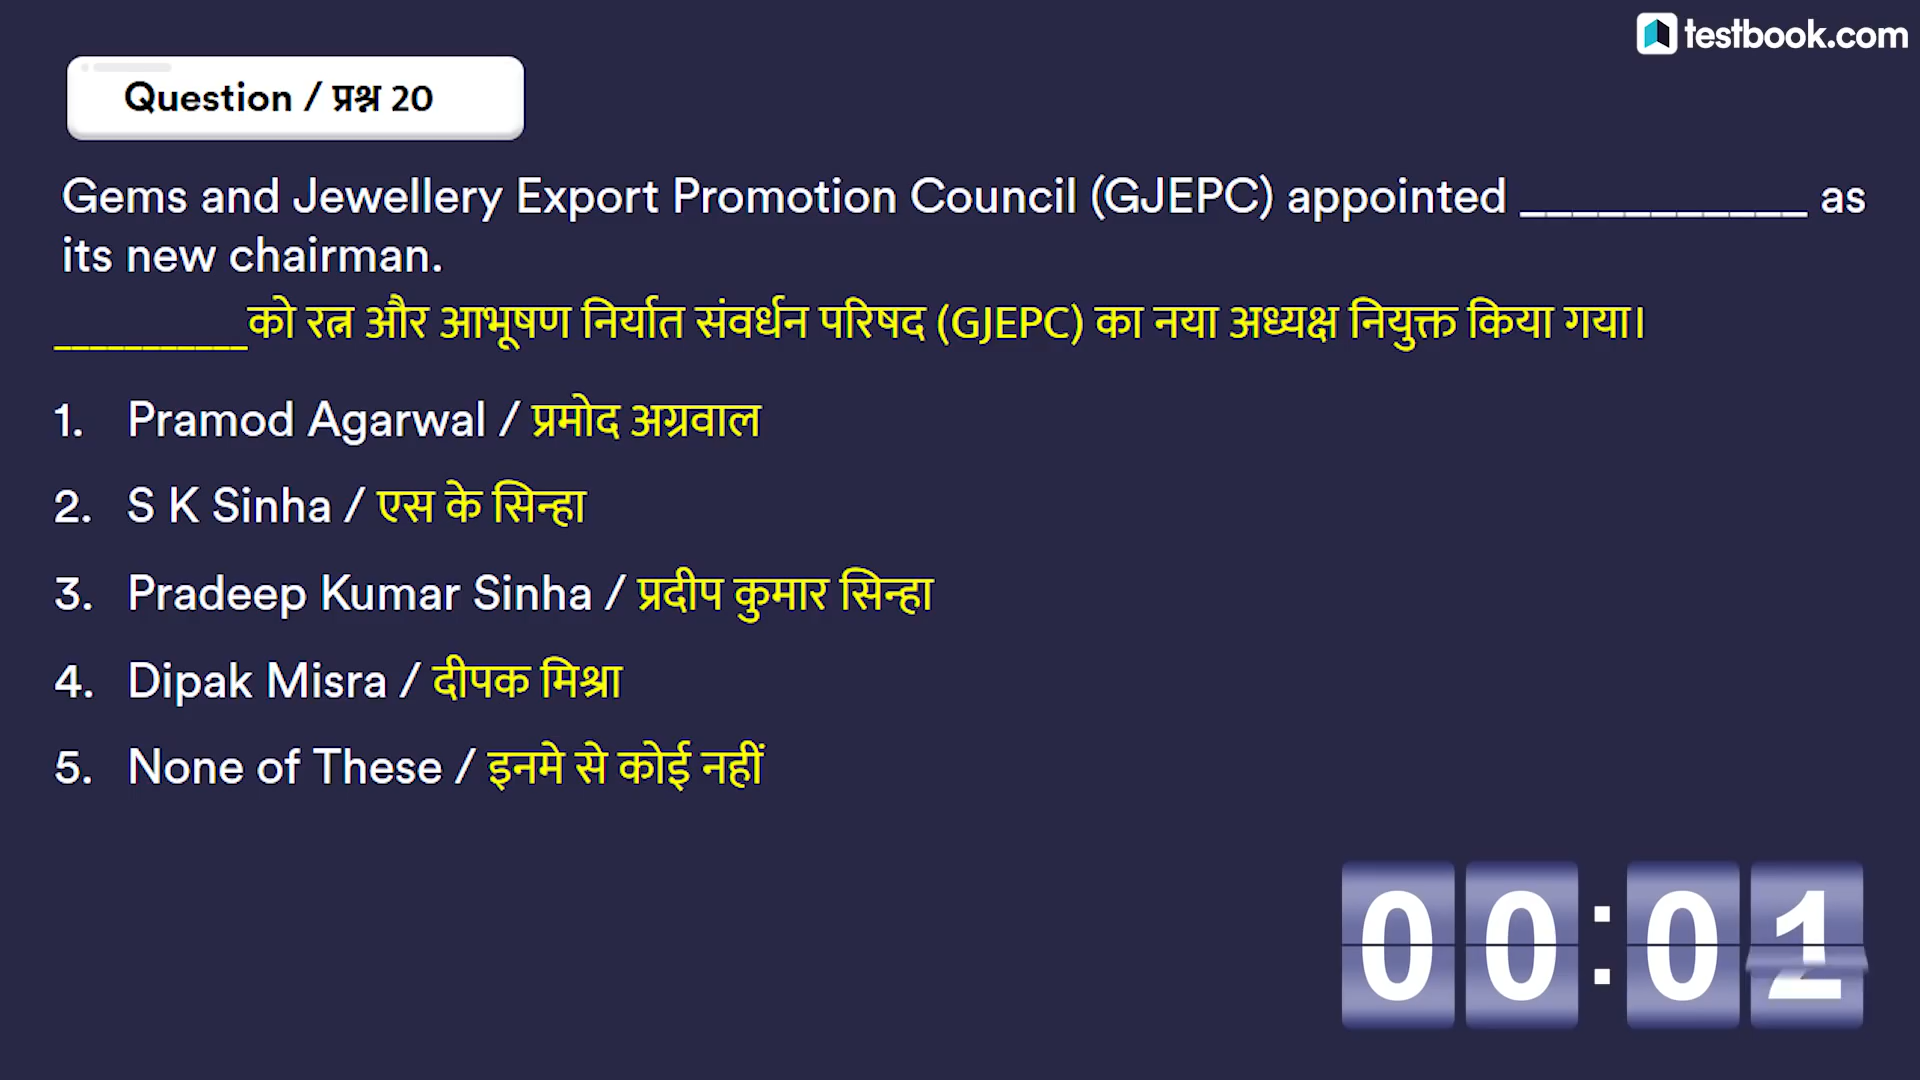 testbook.com
Question / प्रश्न 20
Gems and Jewellery Export Promotion Council (GJEPC) appointed ___________ as
its new chairman.
___________को रत्न और आभूषण निर्यात संवर्धन परिषद (GJEPC) का नया अध्यक्ष नियुक्त किया गया।
1. Pramod Agarwal / प्रमोद अग्रवाल
2. S K Sinha / एस के सिन्हा
3. Pradeep Kumar Sinha / प्रदीप कुमार सिन्हा
4. Dipak Misra / दीपक मिश्रा
5. None of These / इनमे से कोई नहीं
00:01